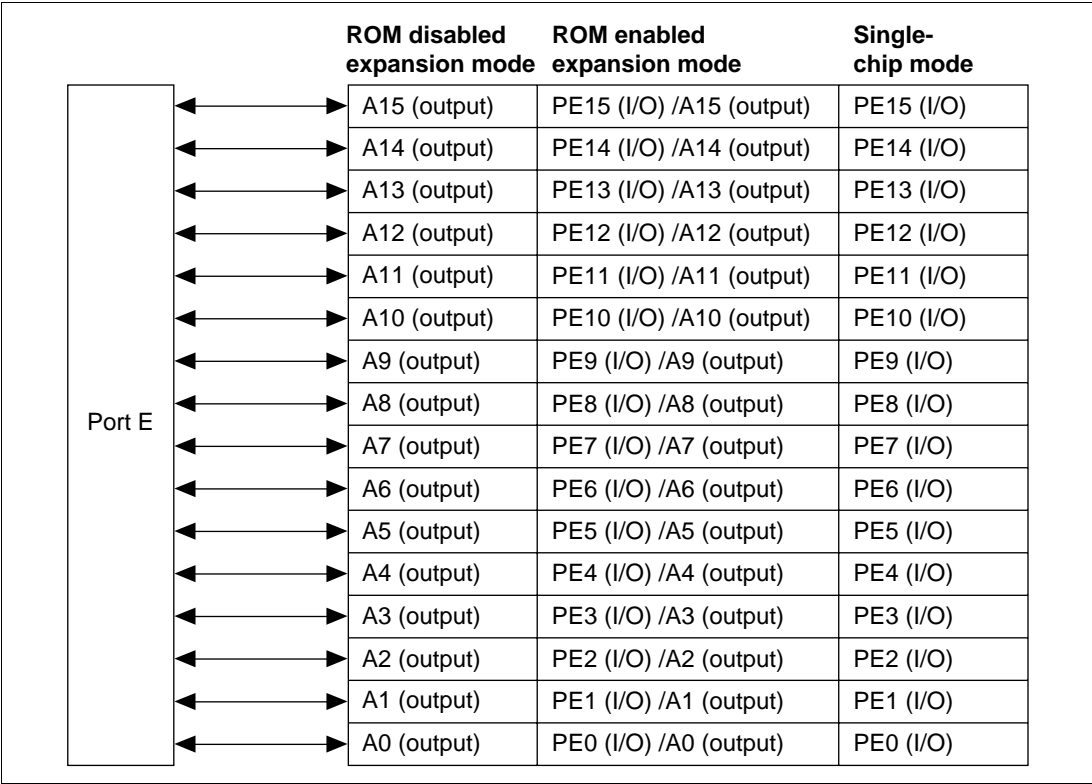 ROM disabled expansion mode ROM enabled expansion mode Single-chip mode
Port E
A15 (output) PE15 (I/O) /A15 (output) PE15 (I/O)
A14 (output) PE14 (I/O) /A14 (output) PE14 (I/O)
A13 (output) PE13 (I/O) /A13 (output) PE13 (I/O)
A12 (output) PE12 (I/O) /A12 (output) PE12 (I/O)
A11 (output) PE11 (I/O) /A11 (output) PE11 (I/O)
A10 (output) PE10 (I/O) /A10 (output) PE10 (I/O)
A9 (output) PE9 (I/O) /A9 (output) PE9 (I/O)
A8 (output) PE8 (I/O) /A8 (output) PE8 (I/O)
A7 (output) PE7 (I/O) /A7 (output) PE7 (I/O)
A6 (output) PE6 (I/O) /A6 (output) PE6 (I/O)
A5 (output) PE5 (I/O) /A5 (output) PE5 (I/O)
A4 (output) PE4 (I/O) /A4 (output) PE4 (I/O)
A3 (output) PE3 (I/O) /A3 (output) PE3 (I/O)
A2 (output) PE2 (I/O) /A2 (output) PE2 (I/O)
A1 (output) PE1 (I/O) /A1 (output) PE1 (I/O)
A0 (output) PE0 (I/O) /A0 (output) PE0 (I/O)